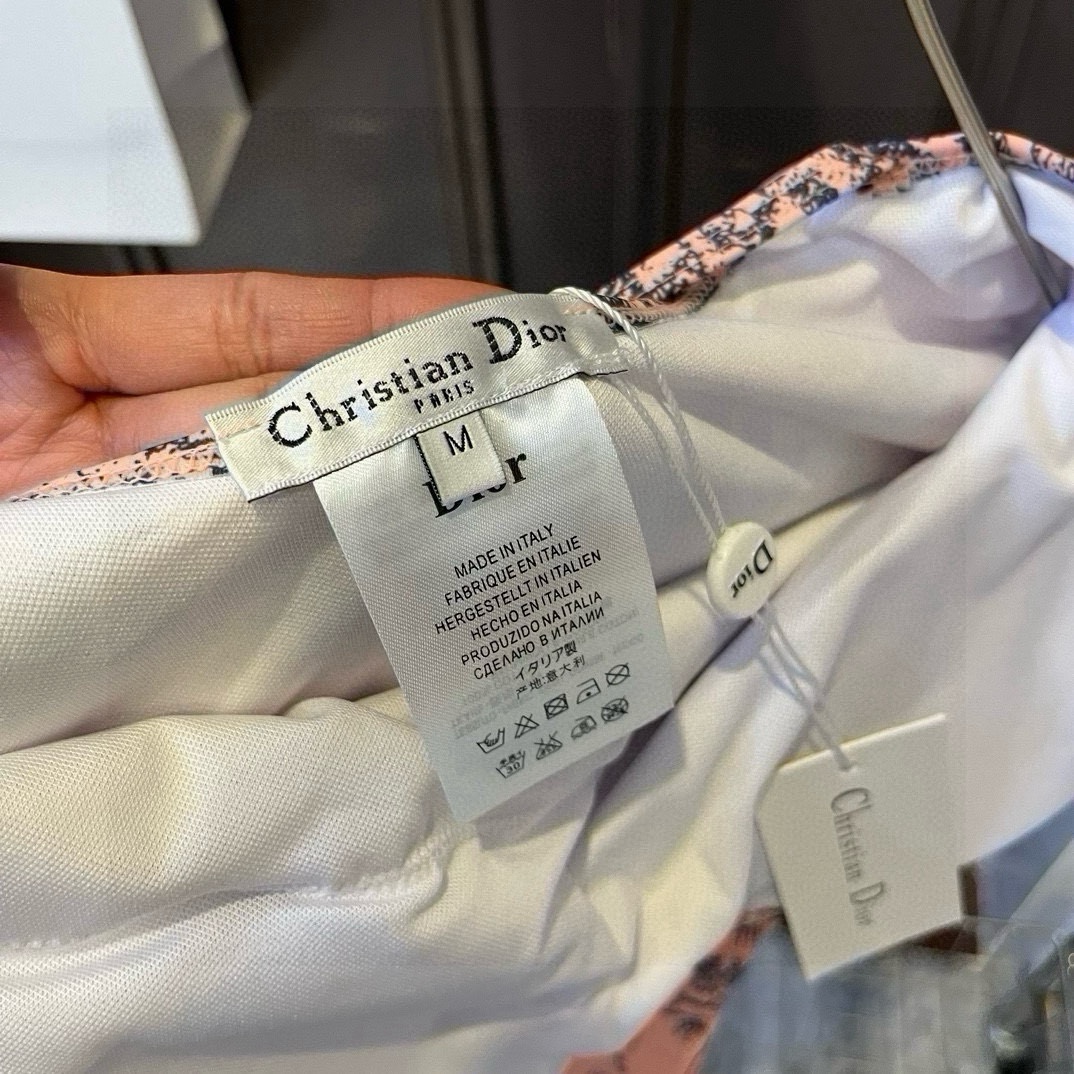 Christian Dior
PARIS
M
Dior
MADE IN ITALY
FABRIQUE EN ITALIE
HERGESTELLT IN ITALIEN
HECHO EN ITALIA
PRODUZIDO NA ITALIA
СДЕЛАНО В ИТАЛИИ
イタリア製
产地:意大利
30
Dior
Christian Dior